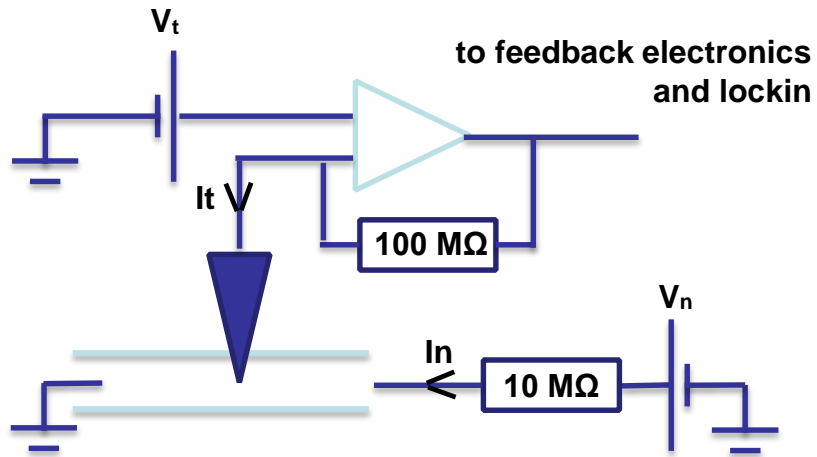 Vₜ
to feedback electronics
and lockin
It
100 MΩ
Vₙ
In
10 MΩ